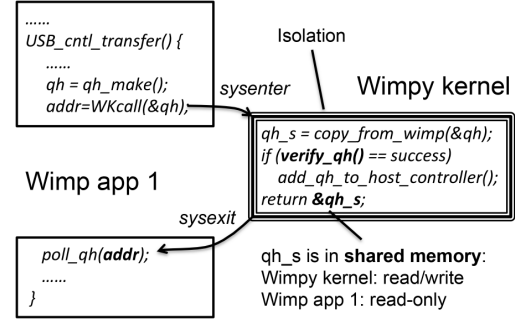 ......
USB_cntl_transfer() {
......
qh = qh_make();
addr=WKcall(&qh);
sysenter
Isolation
Wimpy kernel
qh_s = copy_from_wimp(&qh);
if (verify_qh() == success)
add_qh_to_host_controller();
return &qh_s;
Wimp app 1
sysexit
poll_qh(addr);
......
}
qh_s is in shared memory:
Wimpy kernel: read/write
Wimp app 1: read-only